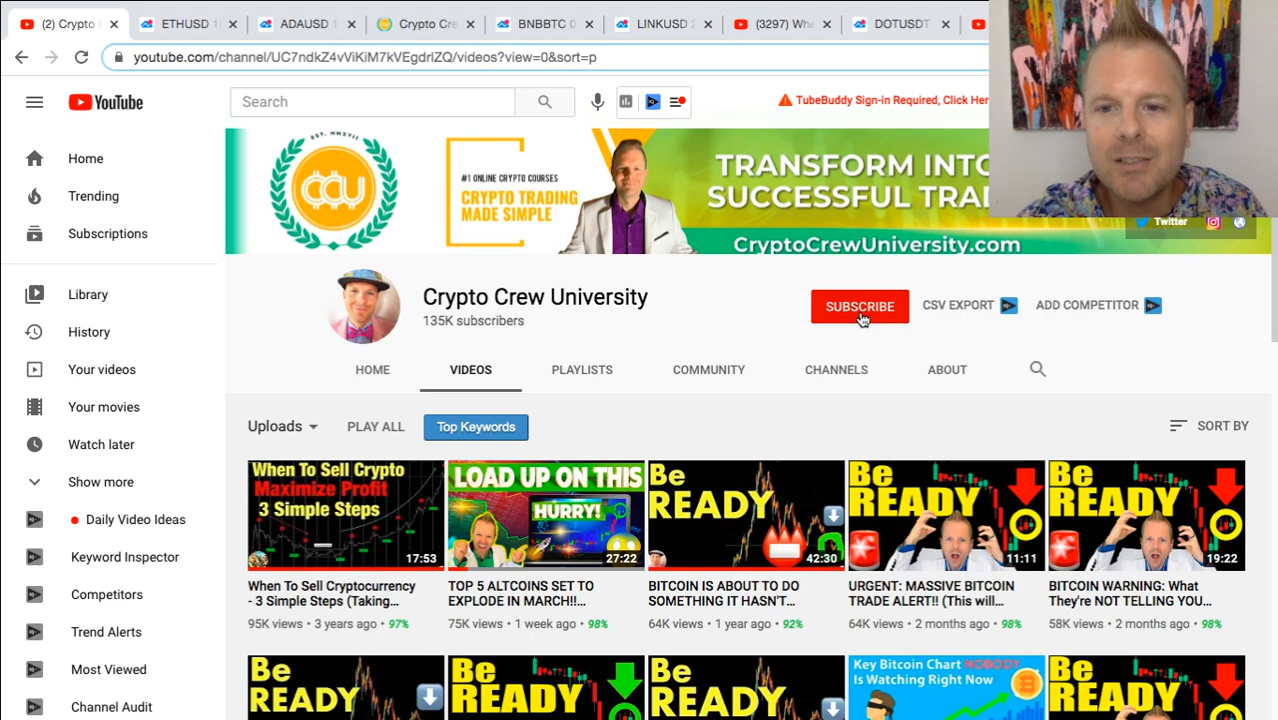 (2) Crypto
ETHUSD 1
ADAUSD 1
Crypto Cre
BNBBTC 0
LINKUSD 2
(3297) Whe
DOTUSDT
youtube.com/channel/UC7ndkZ4vViKiM7kVEgdrlZQ/videos?view=0&sort=p
YouTube
Search
TubeBuddy Sign-in Required, Click Her
Home
Trending
Subscriptions
Library
History
Your videos
Your movies
Watch later
Show more
Daily Video Ideas
Keyword Inspector
Competitors
Trend Alerts
Most Viewed
Channel Audit
EST. MMXVII
CCU
#1 ONLINE CRYPTO COURSES
CRYPTO TRADING
MADE SIMPLE
TRANSFORM INT
SUCCESSFUL TRA
CryptoCrewUniversity.com
Twitter
Crypto Crew University
135K subscribers
SUBSCRIBE
CSV EXPORT
ADD COMPETITOR
HOME
VIDEOS
PLAYLISTS
COMMUNITY
CHANNELS
ABOUT
Uploads
PLAY ALL
Top Keywords
SORT BY
When To Sell Crypto
Maximize Profit
3 Simple Steps
17:53
When To Sell Cryptocurrency
- 3 Simple Steps (Taking...
95K views • 3 years ago • 97%
LOAD UP ON THIS
HURRY!
27:22
TOP 5 ALTCOINS SET TO
EXPLODE IN MARCH!!...
75K views • 1 week ago • 98%
Be
READY
42:30
BITCOIN IS ABOUT TO DO
SOMETHING IT HASN'T...
64K views • 1 year ago • 92%
Be
READY
11:11
URGENT: MASSIVE BITCOIN
TRADE ALERT!! (This will...
64K views • 2 months ago • 98%
Be
READY
19:22
BITCOIN WARNING: What
They're NOT TELLING YOU...
58K views • 2 months ago • 98%
Be
READY
Be
READY
Be
READY
Key Bitcoin Chart NOBODY
Is Watching Right Now
Be
READY